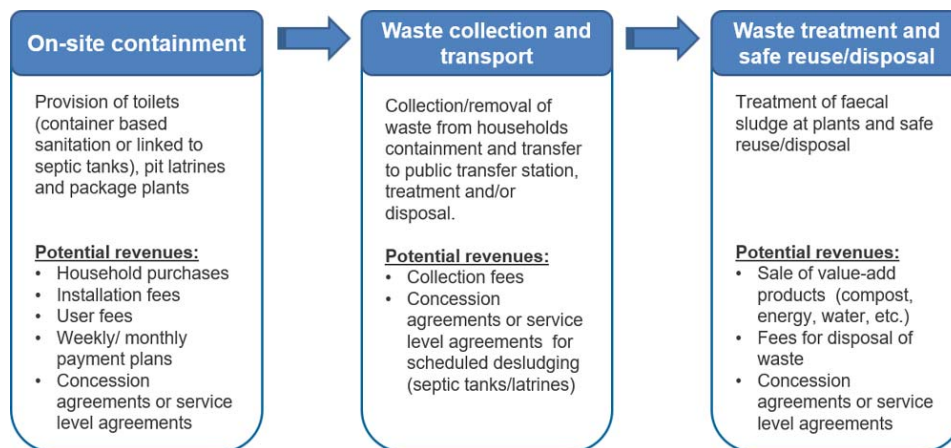 On-site containment
Provision of toilets
(container based
sanitation or linked to
septic tanks), pit latrines
and package plants
Potential revenues:
• Household purchases
• Installation fees
• User fees
• Weekly/ monthly
payment plans
• Concession
agreements or service
level agreements
Waste collection and
transport
Collection/removal of
waste from households
containment and transfer
to public transfer station,
treatment and/or
disposal.
Potential revenues:
• Collection fees
• Concession
agreements or service
level agreements for
scheduled desludging
(septic tanks/latrines)
Waste treatment and
safe reuse/disposal
Treatment of faecal
sludge at plants and safe
reuse/disposal
Potential revenues:
• Sale of value-add
products (compost,
energy, water, etc.)
• Fees for disposal of
waste
• Concession
agreements or service
level agreements